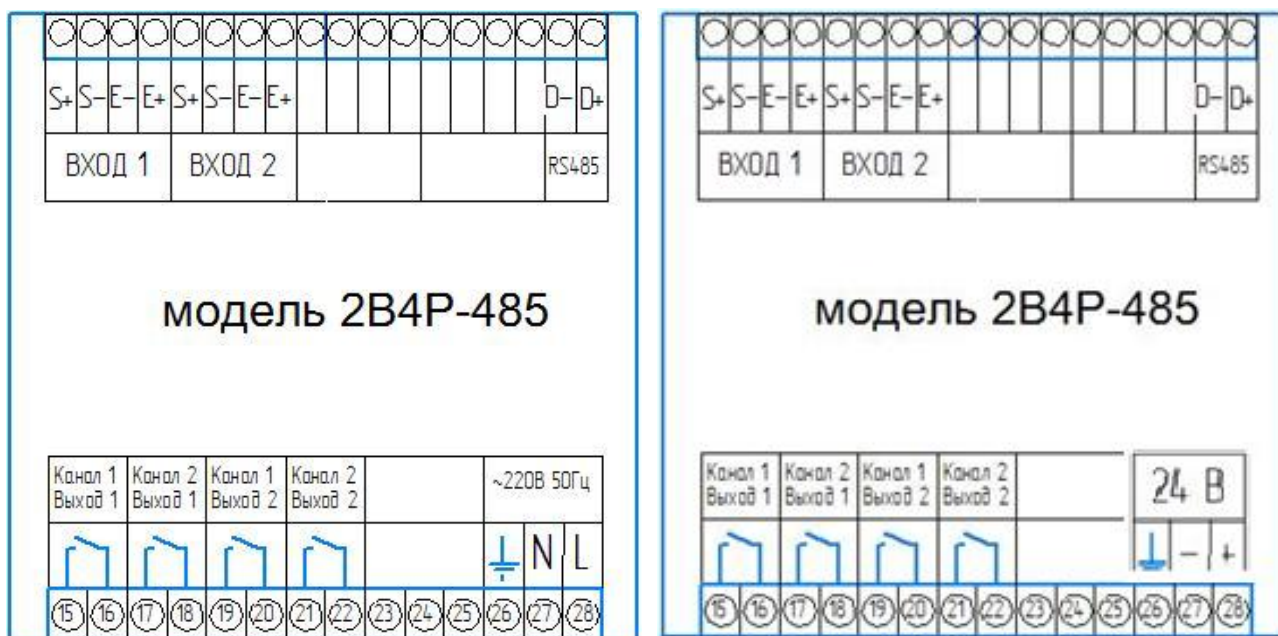 S+ S- E- E+ S+ S- E- E+ D- D+
ВХОД 1 ВХОД 2 RS485
модель 2В4Р-485
Канал 1 Канал 2 Канал 1 Канал 2 ~220В 50Гц
Выход 1 Выход 1 Выход 2 Выход 2
N L
15 16 17 18 19 20 21 22 23 24 25 26 27 28
S+ S- E- E+ S+ S- E- E+ D- D+
ВХОД 1 ВХОД 2 RS485
модель 2В4Р-485
Канал 1 Канал 2 Канал 1 Канал 2 24 В
Выход 1 Выход 1 Выход 2 Выход 2
- +
15 16 17 18 19 20 21 22 23 24 25 26 27 28